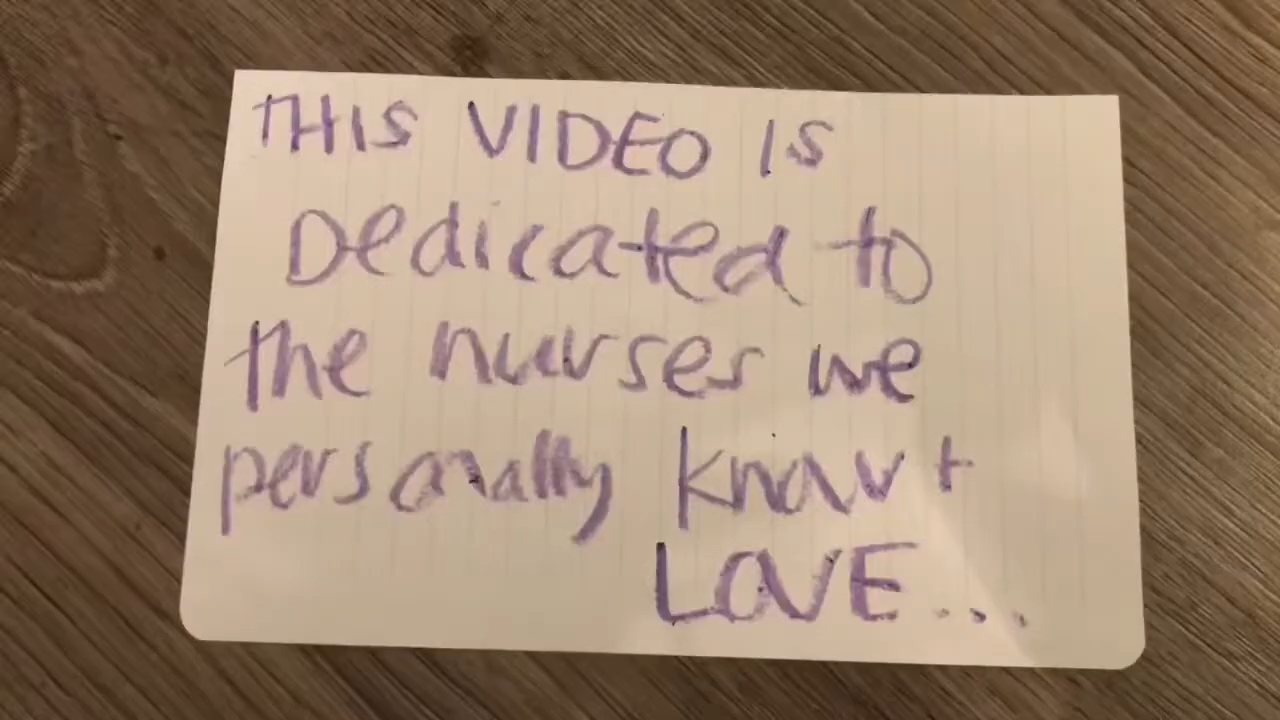 THIS VIDEO IS
Dedicated to
the nurses we
personally know +
LOVE...